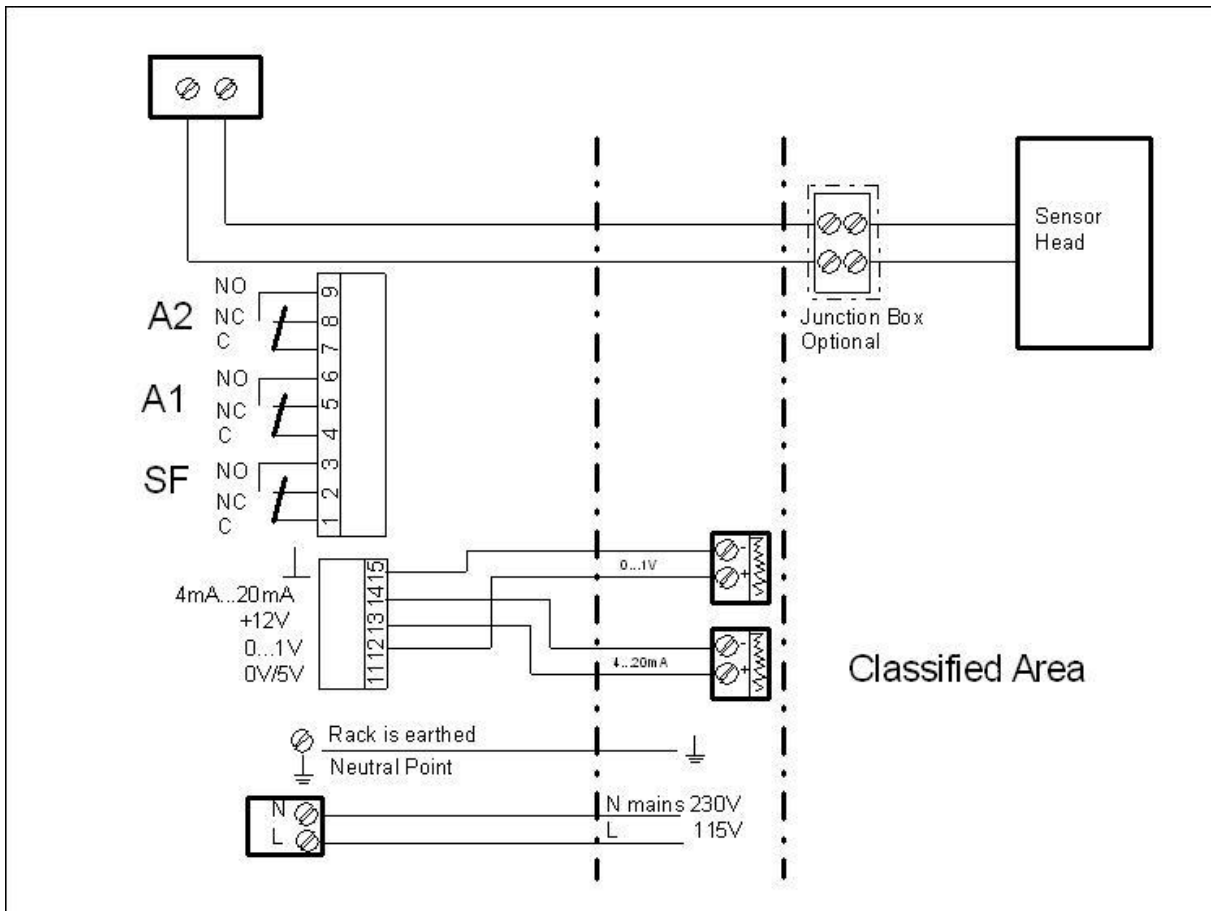 Sensor
Head
Junction Box
Optional
A2
NO
NC
C
9
8
7
A1
NO
NC
C
6
5
4
SF
NO
NC
C
3
2
1
4mA...20mA
+12V
0...1V
0V/5V
15
14
13
12
11
0...1V
-
+
4...20mA
-
+
Classified Area
Rack is earthed
Neutral Point
N
L
N mains 230V
L 115V